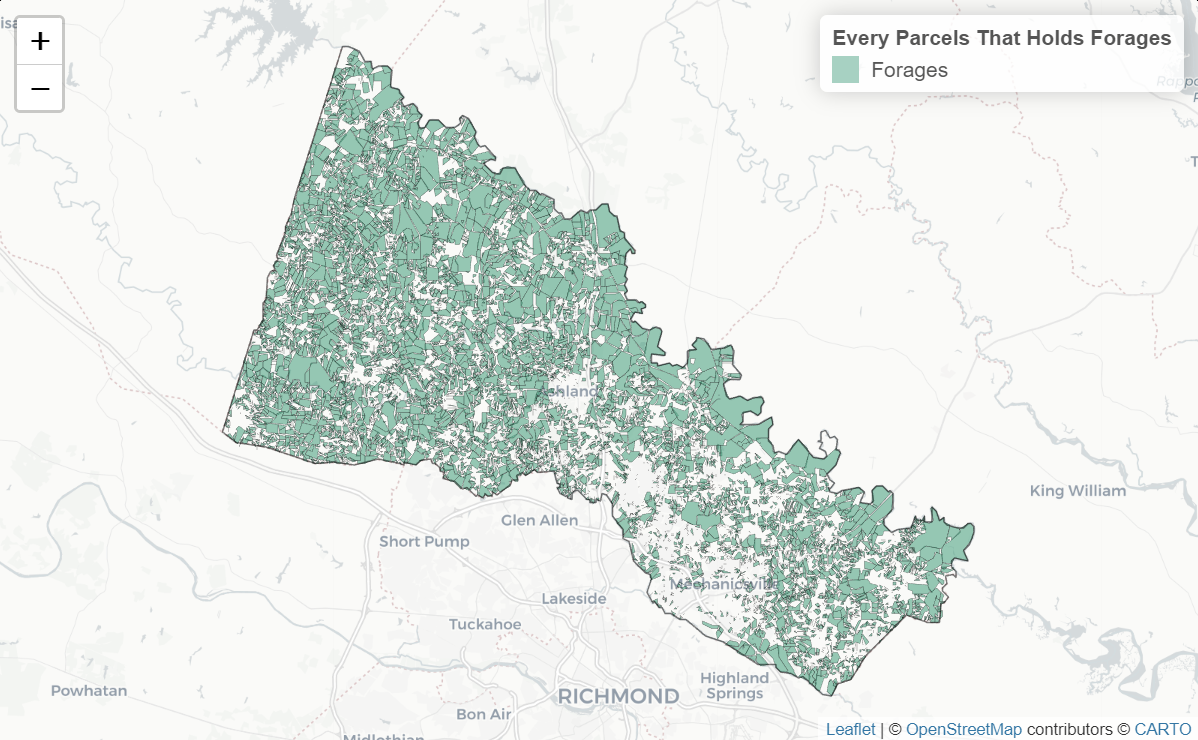 +
−
Every Parcels That Holds Forages
Forages
Ashland
King William
Glen Allen
Short Pump
Mechanicsville
Lakeside
Tuckahoe
Highland
Springs
Powhatan
RICHMOND
Bon Air
Midlothian
Leaflet | © OpenStreetMap contributors © CARTO